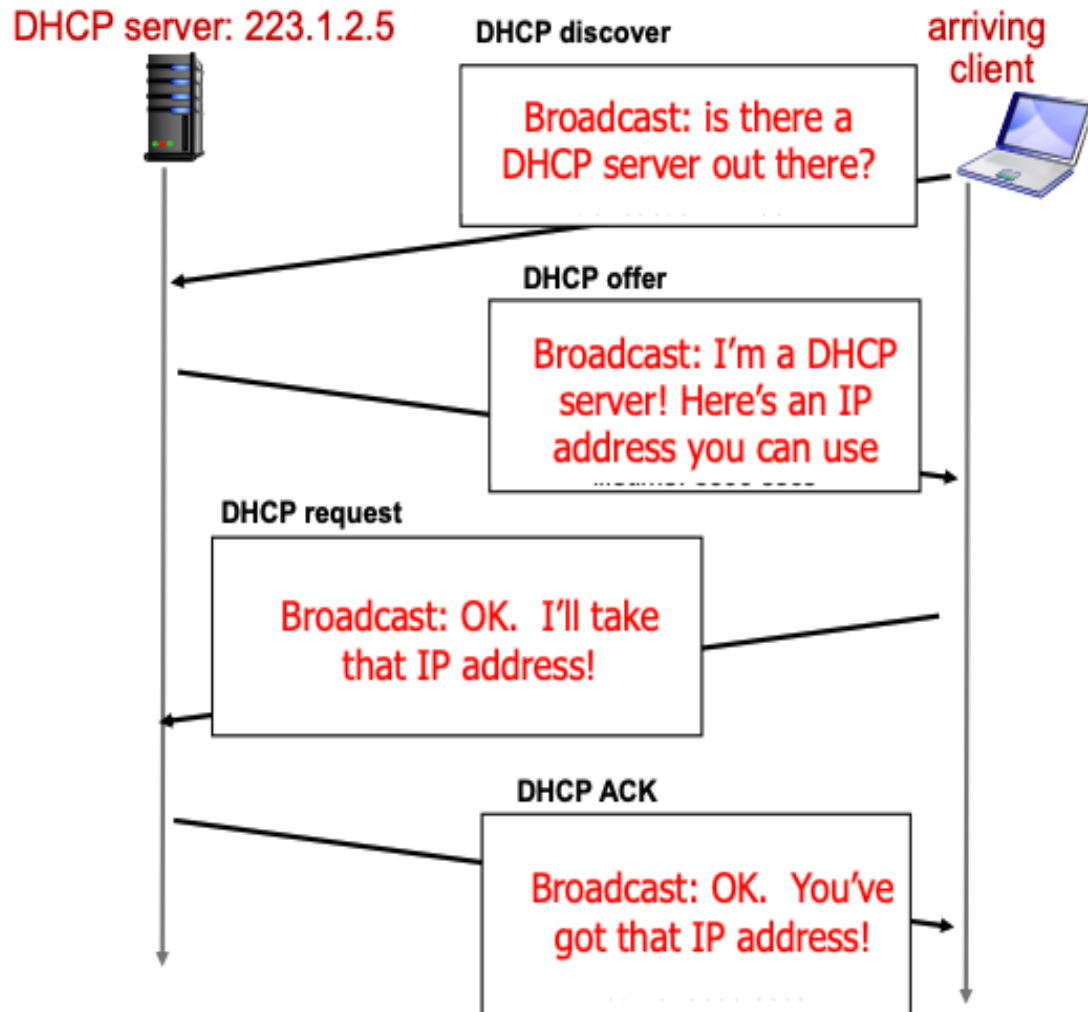 DHCP server: 223.1.2.5
DHCP discover
arriving
client
Broadcast: is there a
DHCP server out there?
DHCP offer
Broadcast: I'm a DHCP
server! Here's an IP
address you can use
DHCP request
Broadcast: OK.  I'll take
that IP address!
DHCP ACK
Broadcast: OK.  You've
got that IP address!